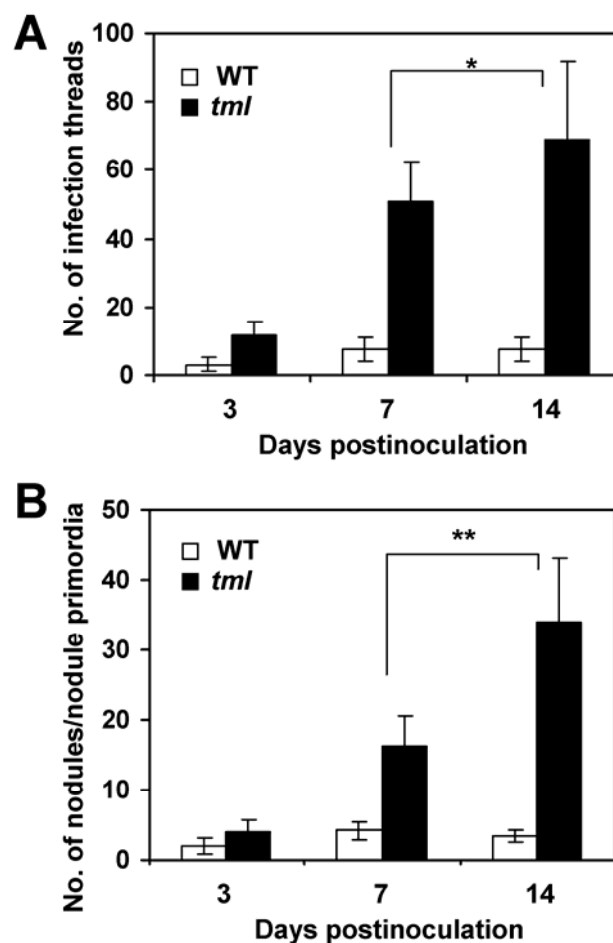 A
100
80
60
40
20
0
No. of infection threads
WT
tml
*
3 7 14
Days postinoculation
B
50
40
30
20
10
0
No. of nodules/nodule primordia
WT
tml
**
3 7 14
Days postinoculation